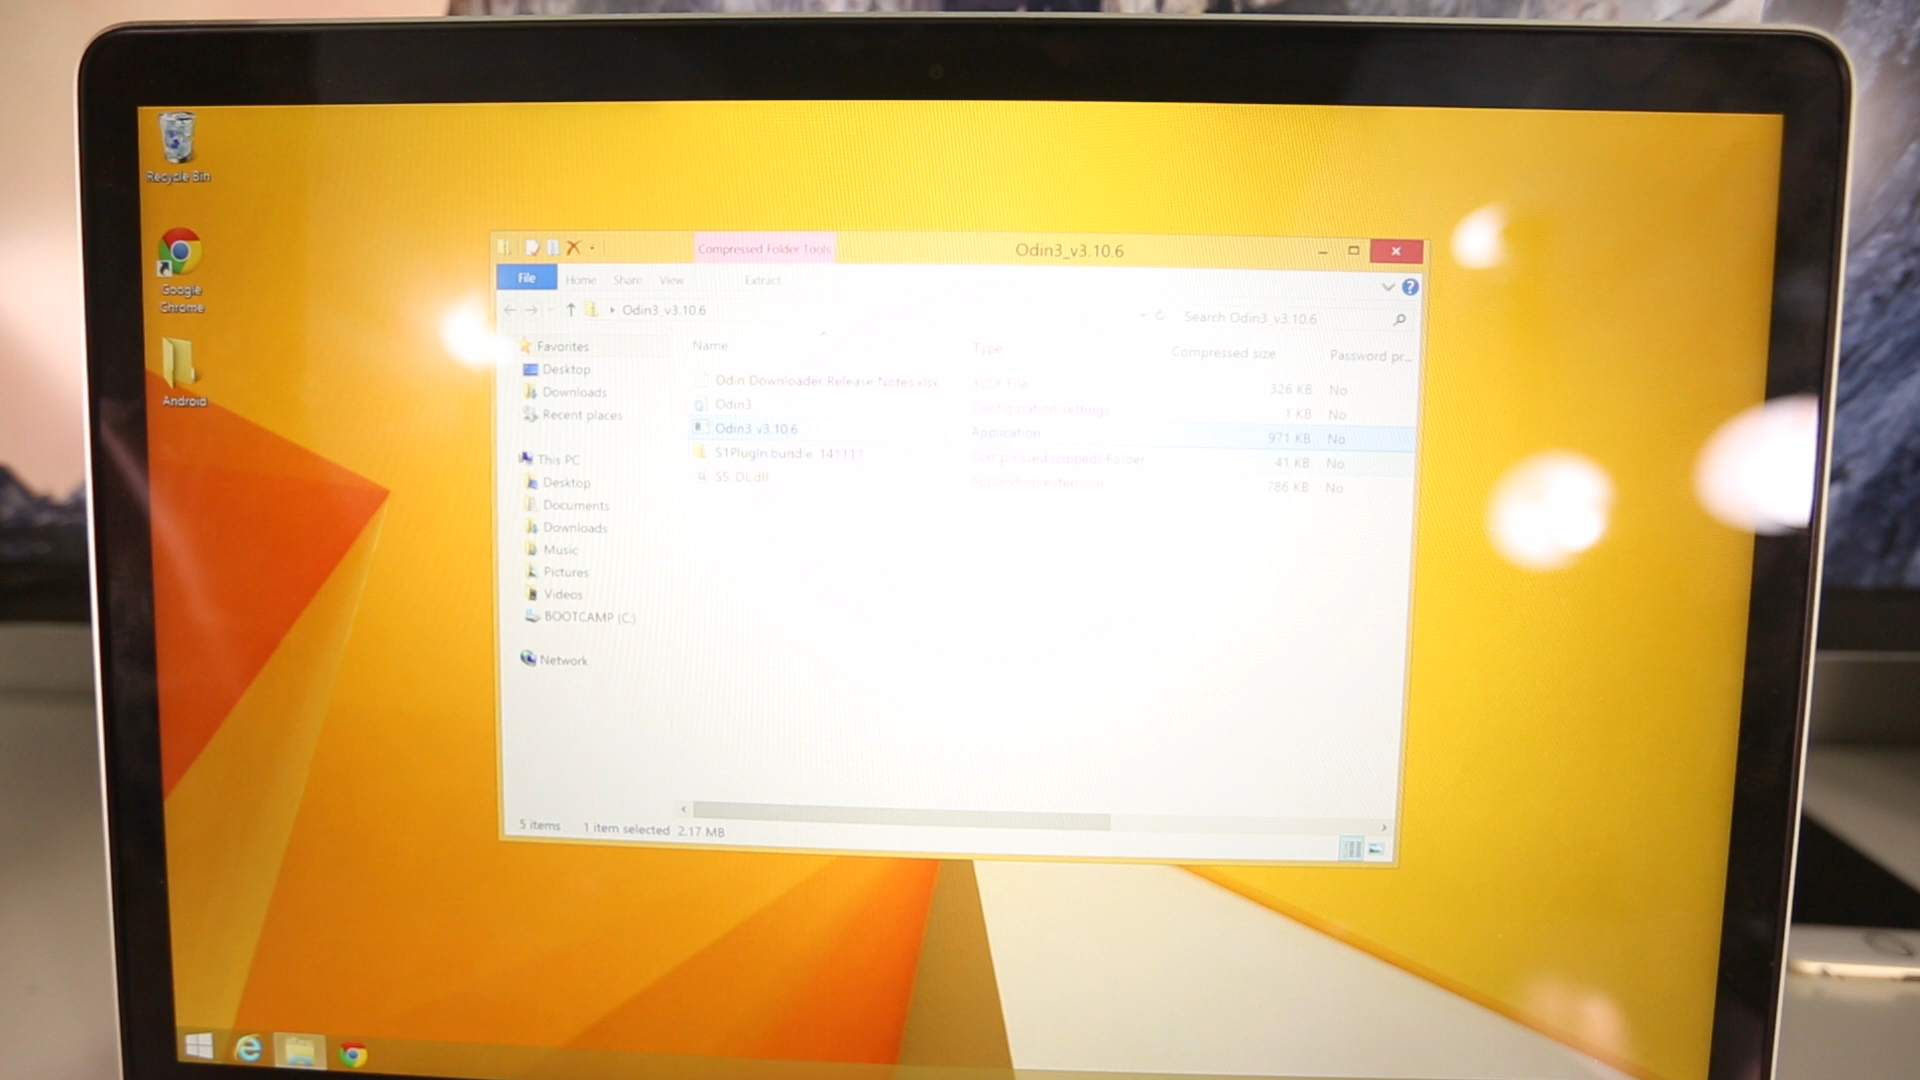 Recycle Bin
Google
Chrome
Android
Compressed Folder Tools
Odin3_v3.10.6
File
Home
Share
View
Extract
Odin3_v3.10.6
Search Odin3_v3.10.6
Name
Type
Compressed size
Password pr...
Odin Downloader Release Notes.xlsx
XLSX File
326 KB
No
Odin3
Configuration settings
1 KB
No
Odin3 v3.10.6
Application
971 KB
No
Compressed (zipped) Folder
41 KB
No
SS_DL.dll
Application extension
786 KB
No
Favorites
Desktop
Downloads
Recent places
This PC
Desktop
Documents
Downloads
Music
Pictures
Videos
BOOTCAMP (C:)
Network
5 items
1 item selected 2.17 MB